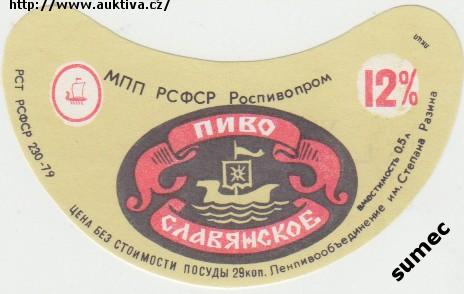 http://www.auktiva.cz/
МПП РСФСР Роспивопром
12%
РСТ РСФСР 230-79
ПИВО
СЛАВЯНСКОЕ
ЦЕНА БЕЗ СТОИМОСТИ ПОСУДЫ 29коп. Ленпивообъединение им. Степана Разина
вместимость 0,5 л
sumec